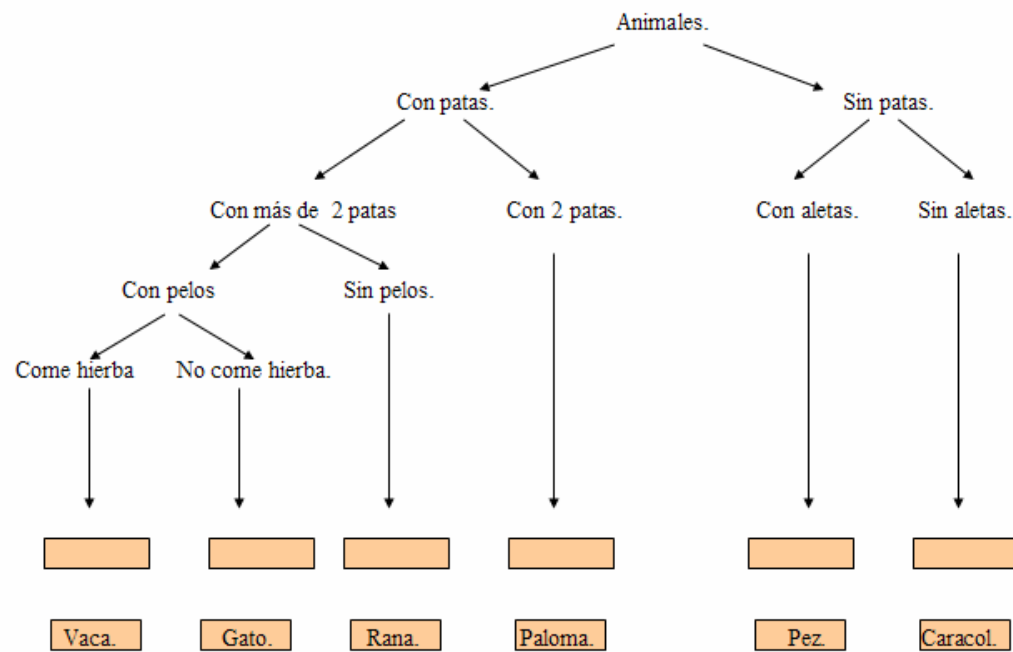 Animales.
Con patas.
Sin patas.
Con más de 2 patas
Con 2 patas.
Con aletas.
Sin aletas.
Con pelos
Sin pelos.
Come hierba
No come hierba.
Vaca.
Gato.
Rana.
Paloma.
Pez.
Caracol.